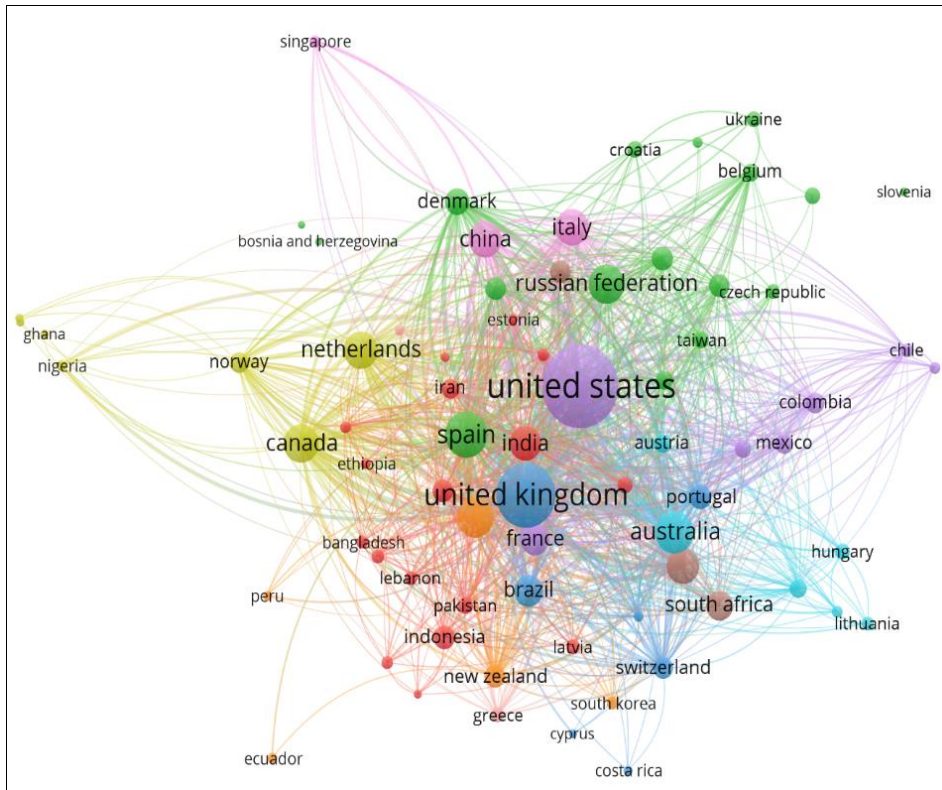 singapore
ukraine
croatia
belgium
slovenia
denmark
china
italy
bosnia and herzegovina
russian federation
czech republic
estonia
ghana
taiwan
netherlands
chile
nigeria
norway
iran
united states
colombia
canada
spain
india
austria
mexico
ethiopia
united kingdom
portugal
australia
bangladesh
france
hungary
lebanon
brazil
peru
pakistan
south africa
lithuania
indonesia
latvia
new zealand
switzerland
south korea
greece
cyprus
ecuador
costa rica